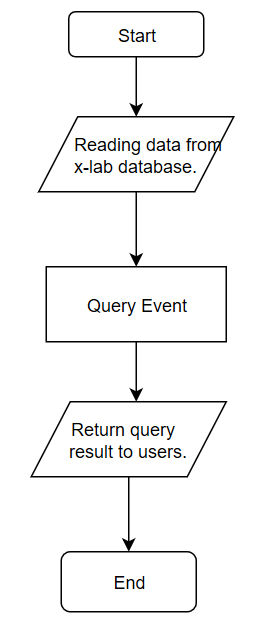 Start
Reading data from
x-lab database.
Query Event
Return query
result to users.
End